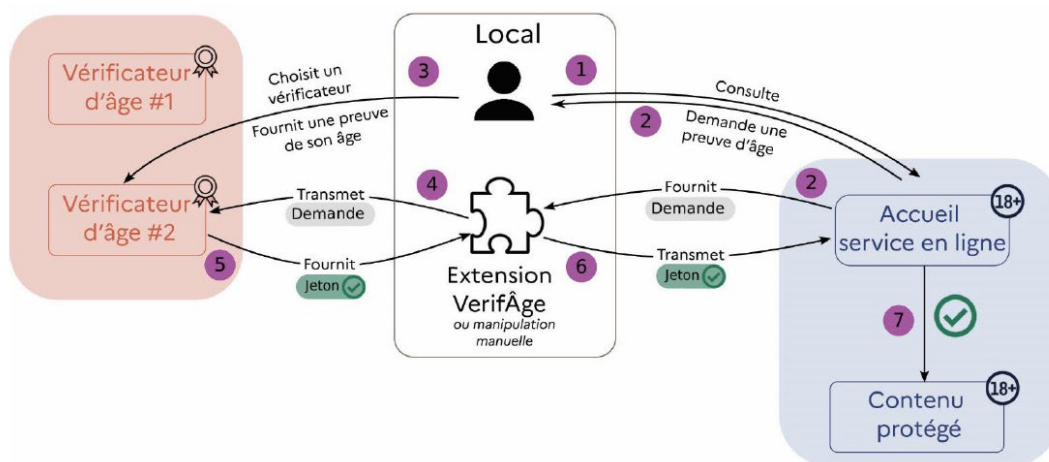 Vérificateur
d'âge #1
Choisit un
vérificateur
Fournit une preuve
de son âge
3
Local
1
Consulte
2
Demande une
preuve d'âge
Vérificateur
d'âge #2
Transmet
Demande
4
5
Fournit
Jeton
Extension
VerifÂge
ou manipulation
manuelle
Fournit
Demande
2
6
Transmet
Jeton
18+
Accueil
service en ligne
7
18+
Contenu
protégé